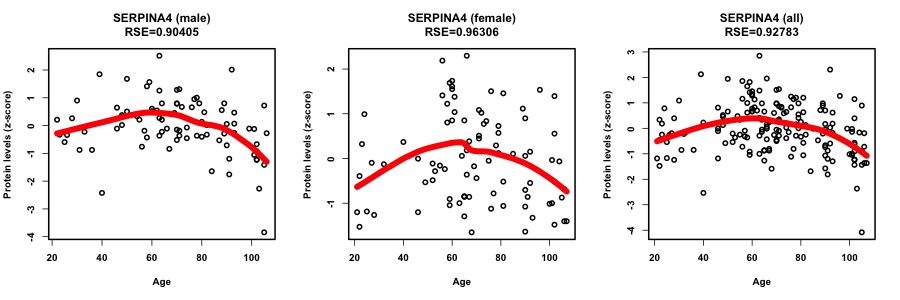 SERPINA4 (male)
RSE=0.90405
Protein levels (z-score)
2
1
0
-1
-2
-3
-4
20 40 60 80 100
Age
SERPINA4 (female)
RSE=0.96306
Protein levels (z-score)
2
1
0
-1
20 40 60 80 100
Age
SERPINA4 (all)
RSE=0.92783
Protein levels (z-score)
3
2
1
0
-1
-2
-3
-4
20 40 60 80 100
Age